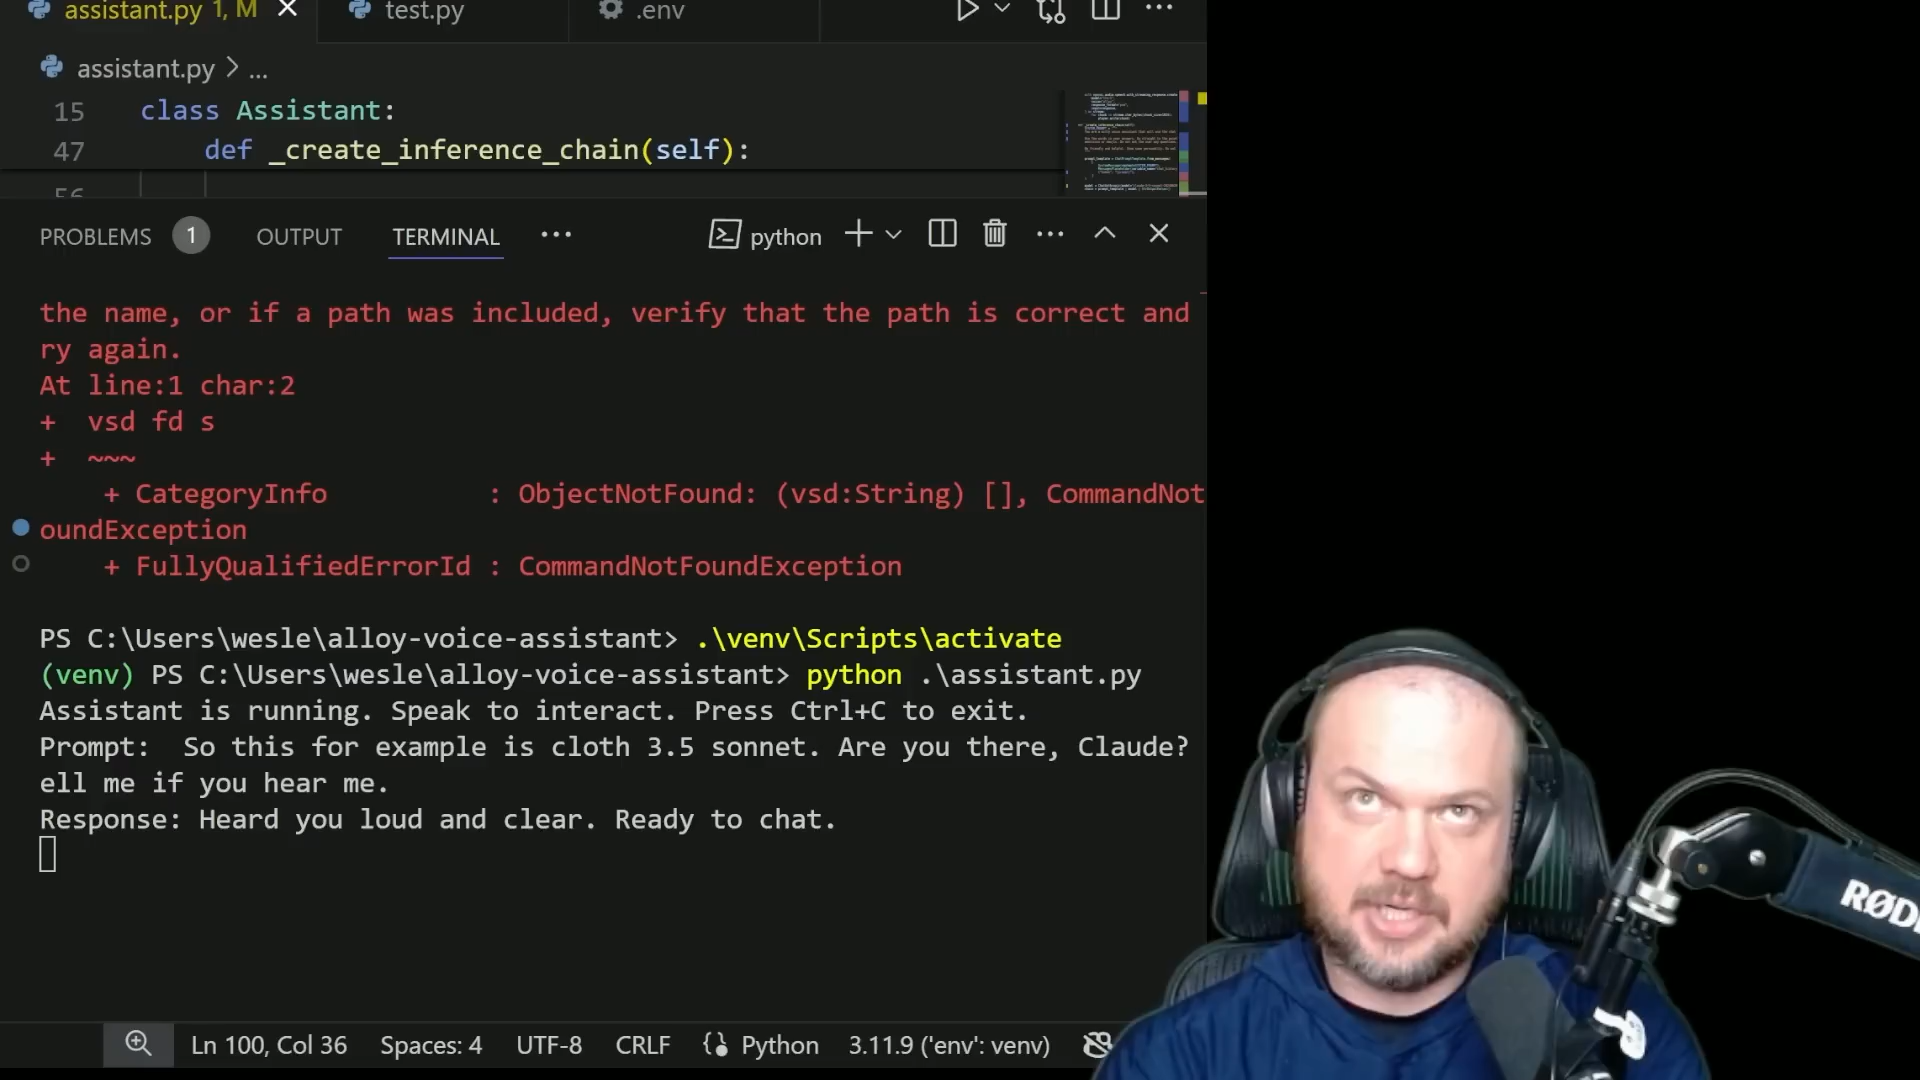 assistant.py 1, M
test.py
.env
assistant.py > ...
15 class Assistant:
47 def _create_inference_chain(self):
56
PROBLEMS 1 OUTPUT TERMINAL python
the name, or if a path was included, verify that the path is correct and
ry again.
At line:1 char:2
+  vsd fd s
+  ~~~
+ CategoryInfo          : ObjectNotFound: (vsd:String) [], CommandNot
oundException
+ FullyQualifiedErrorId : CommandNotFoundException
PS C:\Users\wesle\alloy-voice-assistant> .\venv\Scripts\activate
(venv) PS C:\Users\wesle\alloy-voice-assistant> python .\assistant.py
Assistant is running. Speak to interact. Press Ctrl+C to exit.
Prompt:  So this for example is cloth 3.5 sonnet. Are you there, Claude?
ell me if you hear me.
Response: Heard you loud and clear. Ready to chat.
RØD
Ln 100, Col 36 Spaces: 4 UTF-8 CRLF Python 3.11.9 ('env': venv)